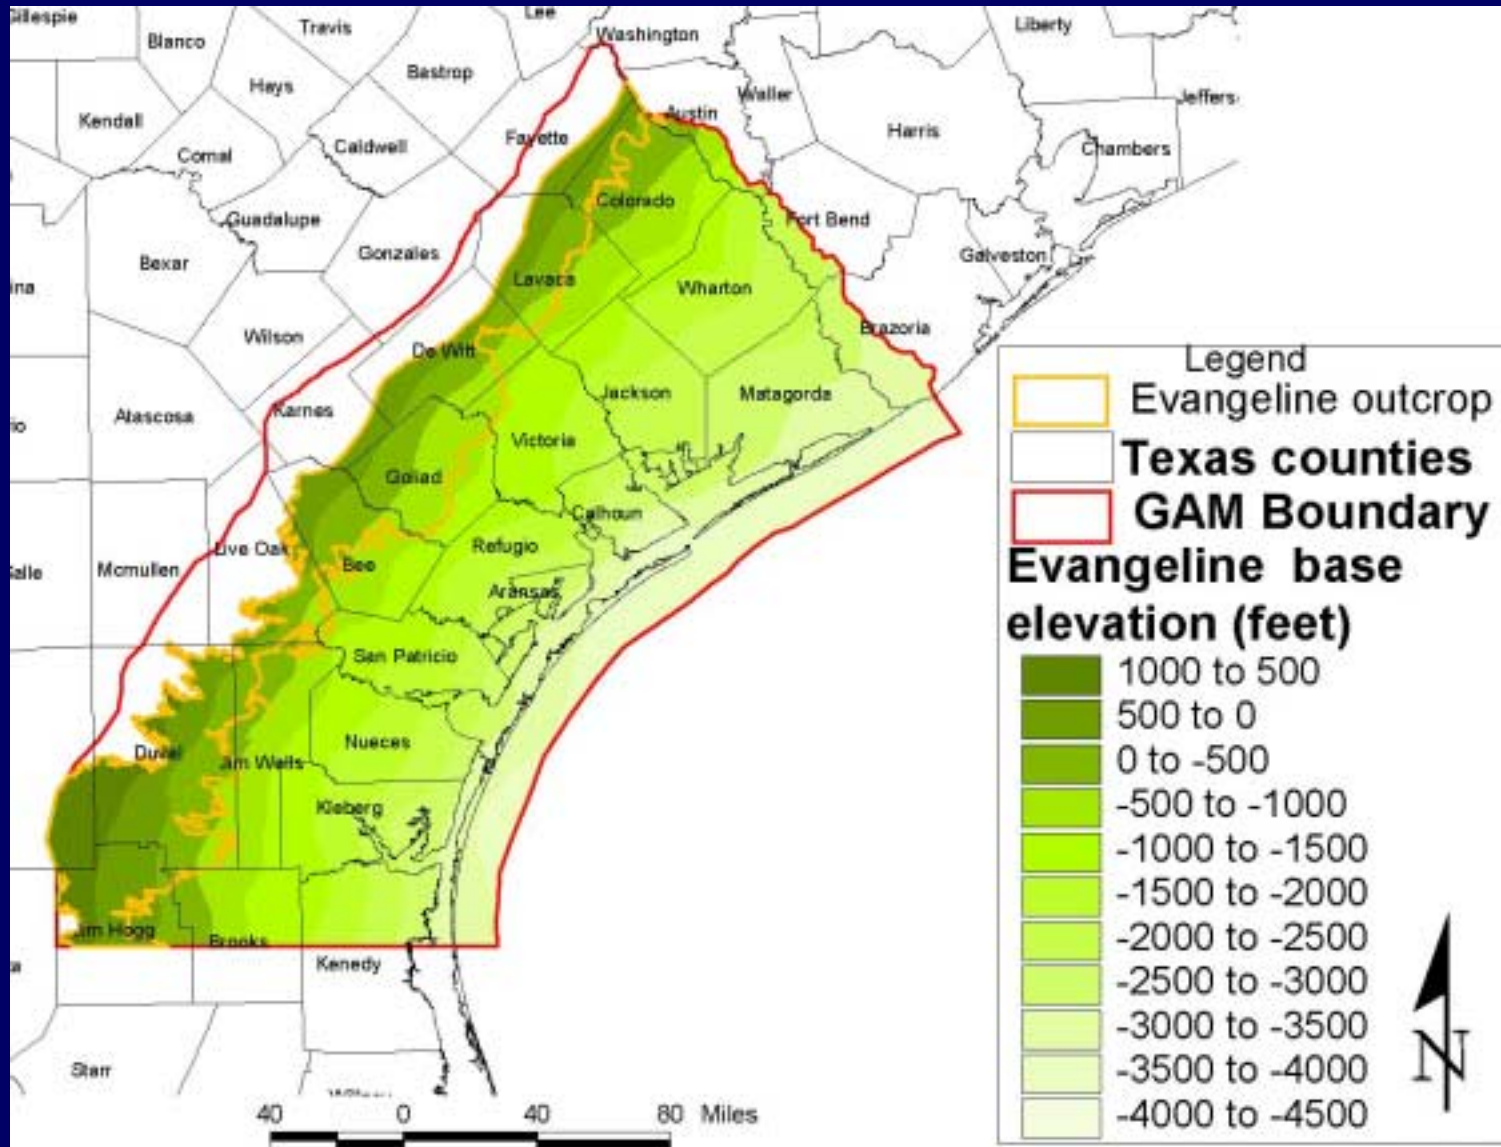 Gillespie
Blanco
Travis
Lee
Washington
Liberty
Bastrop
Hays
Waller
Jeffers
Kendall
Comal
Caldwell
Fayette
Austin
Harris
Chambers
Guadalupe
Colorado
Fort Bend
Bexar
Gonzales
Galveston
ina
Lavaca
Wharton
Wilson
De Witt
Brazoria
Atascosa
Karnes
Jackson
Matagorda
io
Victoria
Goliad
Calhoun
Live Oak
Refugio
Salle
Mcmullen
Bee
Aransas
San Patricio
Duval
Jim Wells
Nueces
Kleberg
Jim Hogg
Brooks
Kenedy
a
Starr
40 0 40 80 Miles
Legend
Evangeline outcrop
Texas counties
GAM Boundary
Evangeline base
elevation (feet)
1000 to 500
500 to 0
0 to -500
-500 to -1000
-1000 to -1500
-1500 to -2000
-2000 to -2500
-2500 to -3000
-3000 to -3500
-3500 to -4000
-4000 to -4500
N